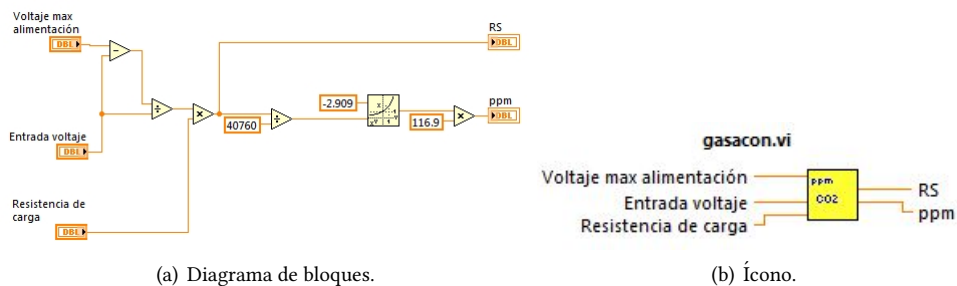 Voltaje max
alimentación
DBL
Entrada voltaje
DBL
Resistencia de
carga
DBL
-
÷
×
40760
÷
-2.909
x
xY Y
116.9
×
RS
DBL
ppm
DBL
gasacon.vi
Voltaje max alimentación
Entrada voltaje
Resistencia de carga
ppm
CO2
RS
ppm
(a) Diagrama de bloques.
(b) Ícono.